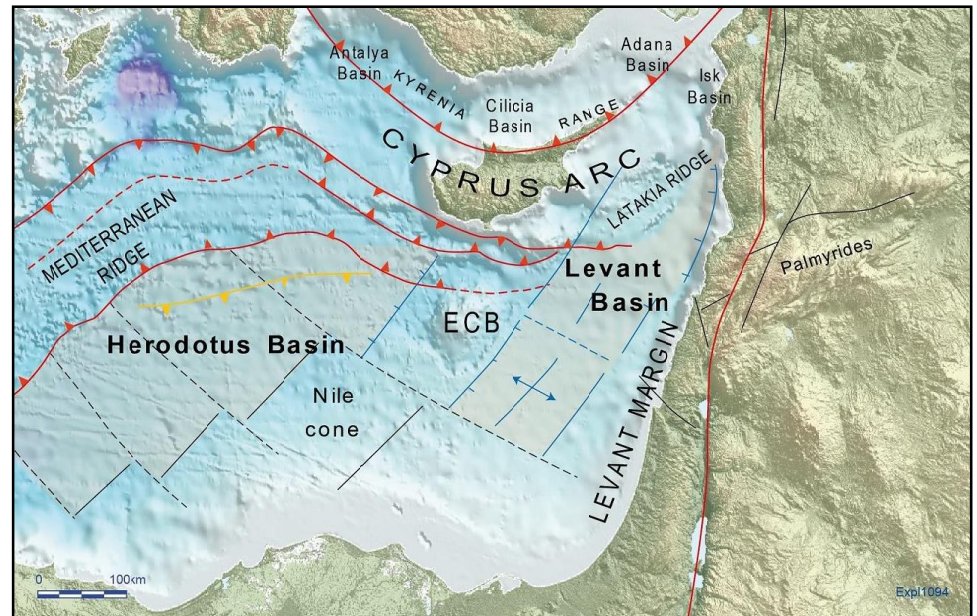 Antalya
Basin
KYRENIA
Cilicia
Basin
RANGE
Adana
Basin
Isk
Basin
CYPRUS ARC
LATAKIA RIDGE
MEDITERRANEAN
RIDGE
Levant
Basin
Palmyrides
ECB
Herodotus Basin
Nile
cone
LEVANT MARGIN
0 100km
Expl1094